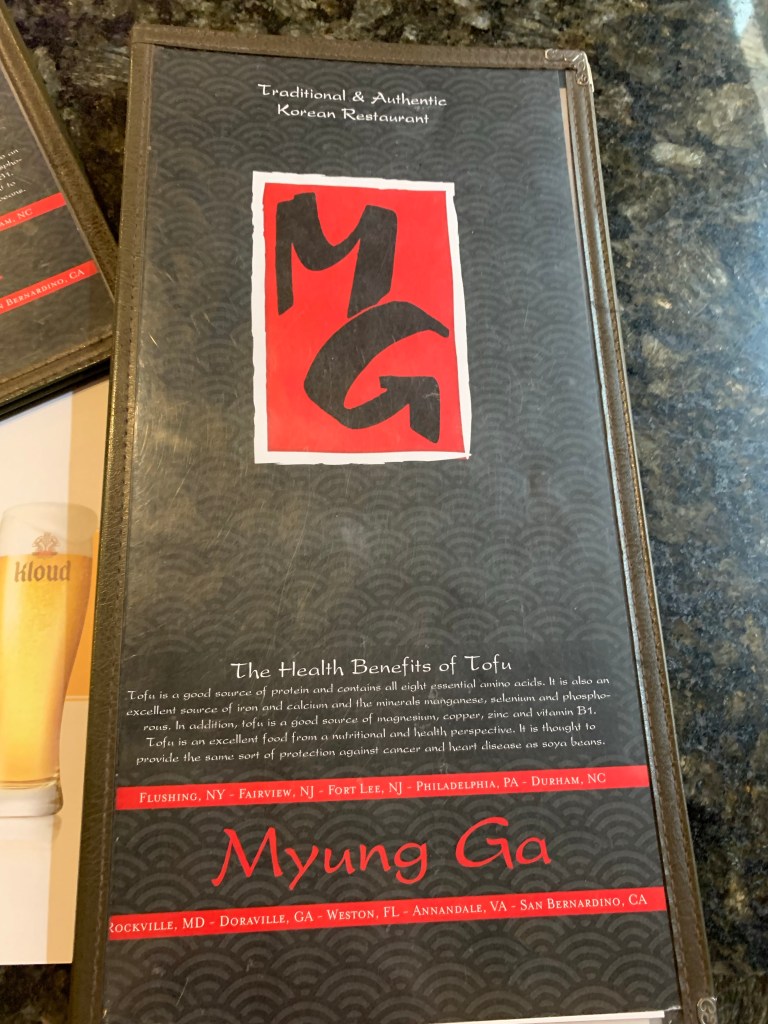 Traditional & Authentic
Korean Restaurant
MG
The Health Benefits of Tofu
Tofu is a good source of protein and contains all eight essential amino acids. It is also an
excellent source of iron and calcium and the minerals manganese, selenium and phospho-
rous. In addition, tofu is a good source of magnesium, copper, zinc and vitamin B1.
Tofu is an excellent food from a nutritional and health perspective. It is thought to
provide the same sort of protection against cancer and heart disease as soya beans.
Flushing, NY - Fairview, NJ - Fort Lee, NJ - Philadelphia, PA - Durham, NC
Myung Ga
Rockville, MD - Doraville, GA - Weston, FL - Annandale, VA - San Bernardino, CA
Kloud
NC
Bernardino, CA